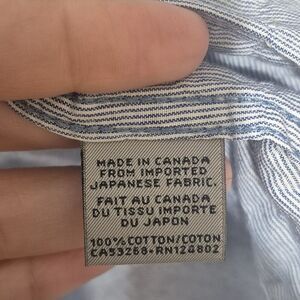 MADE IN CANADA
FROM IMPORTED
JAPANESE FABRIC.
FAIT AU CANADA
DU TISSU IMPORTE
DU JAPON
100% COTTON/COTON
CA53268 • RN124802